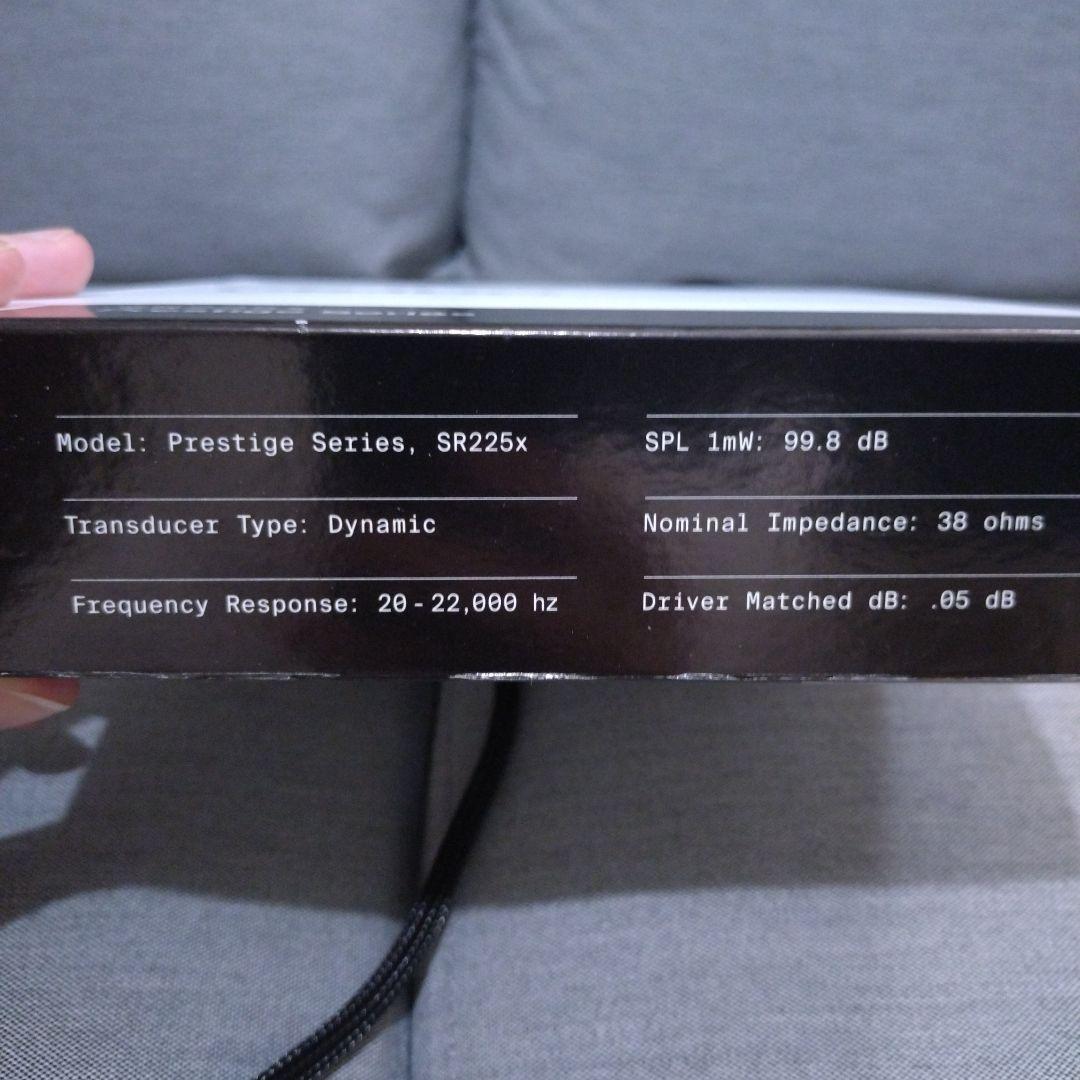 Model: Prestige Series, SR225x
Transducer Type: Dynamic
Frequency Response: 20-22,000 hz
SPL 1mW: 99.8 dB
Nominal Impedance: 38 ohms
Driver Matched dB: .05 dB